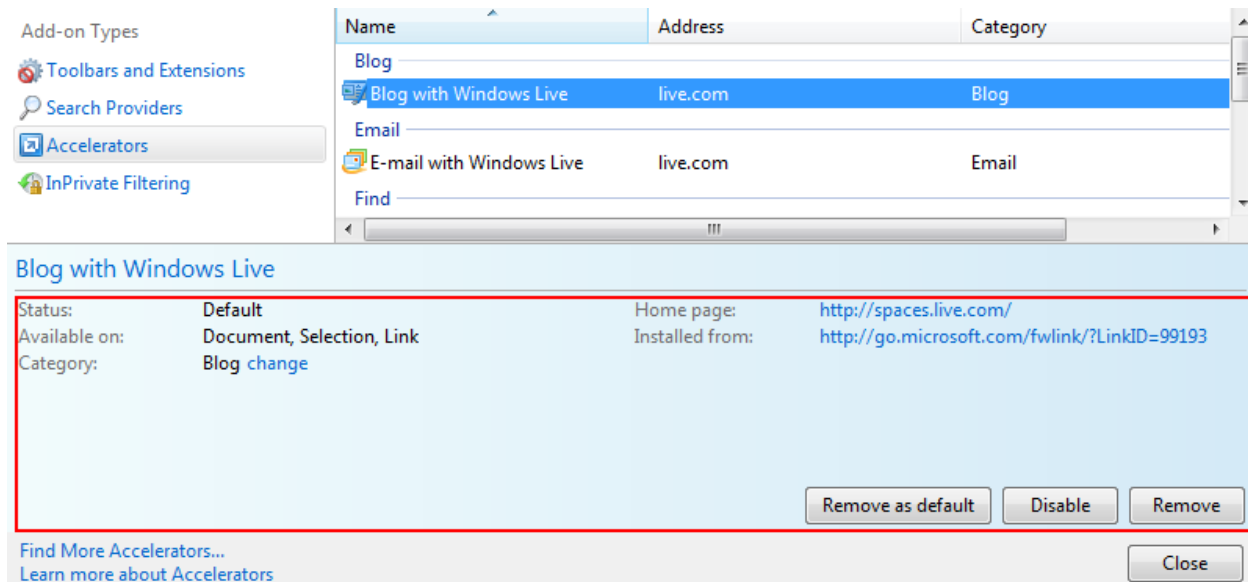 Add-on Types
Toolbars and Extensions
Search Providers
Accelerators
InPrivate Filtering
Name Address Category
Blog
Blog with Windows Live live.com Blog
Email
E-mail with Windows Live live.com Email
Find
Blog with Windows Live
Status: Default Home page: http://spaces.live.com/
Available on: Document, Selection, Link Installed from: http://go.microsoft.com/fwlink/?LinkID=99193
Category: Blog change
Remove as default Disable Remove
Find More Accelerators...
Learn more about Accelerators
Close